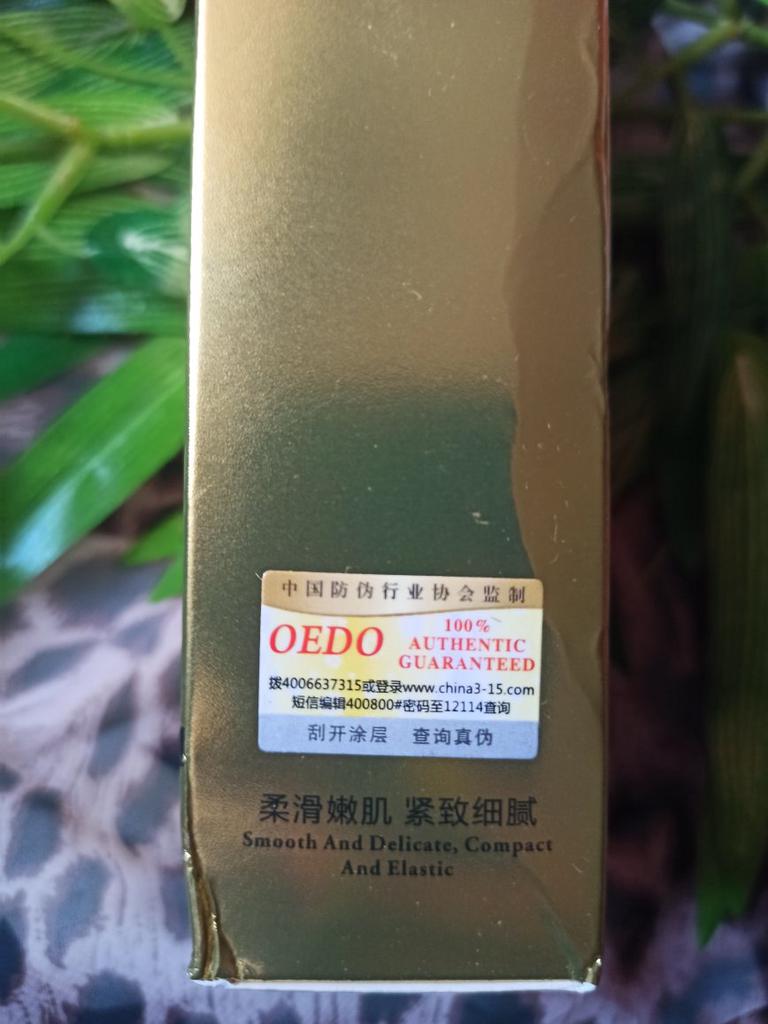 中国防伪行业协会监制
OEDO
100%
AUTHENTIC
GUARANTEED
拨4006637315或登录www.china3-15.com
短信编辑400800#密码至12114查询
刮开涂层 查询真伪
柔滑嫩肌 紧致细腻
Smooth And Delicate, Compact
And Elastic